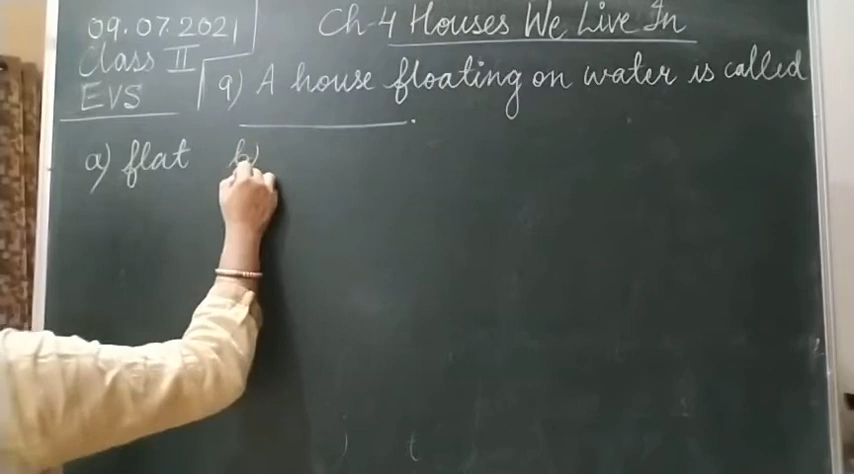 09.07.2021
Ch-4 Houses We Live In
Class II
EVS
9) A house floating on water is called
.
a) flat b)